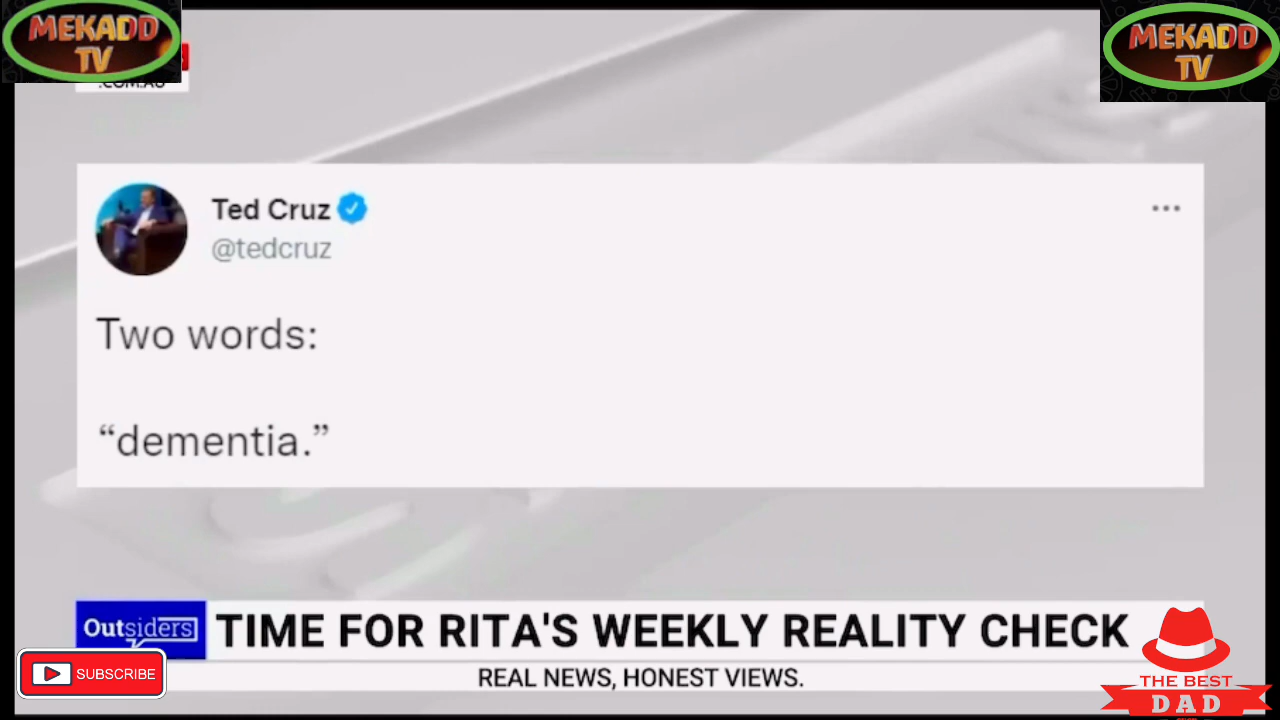 MEKADD
TV
MEKADD
TV
.COM.AU
Ted Cruz
@tedcruz
Two words:
“dementia.”
Outsiders
TIME FOR RITA'S WEEKLY REALITY CHECK
REAL NEWS, HONEST VIEWS.
SUBSCRIBE
THE BEST
DAD